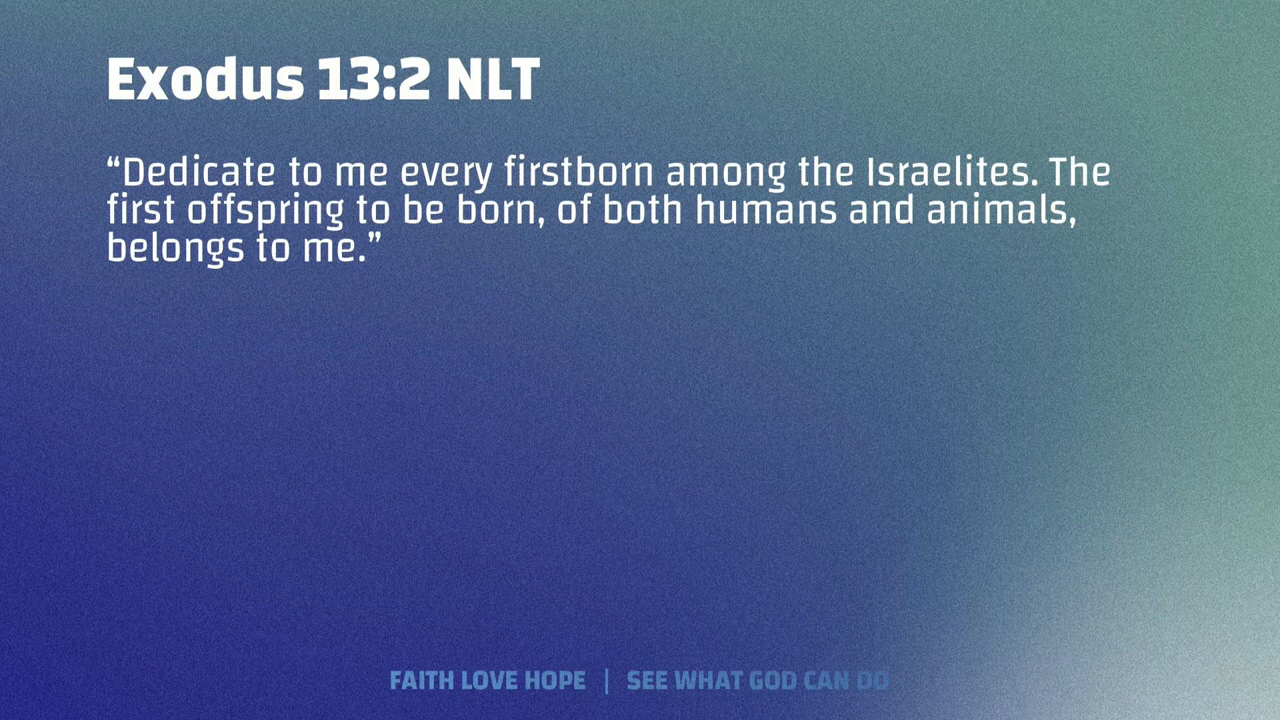 Exodus 13:2 NLT
“Dedicate to me every firstborn among the Israelites. The
first offspring to be born, of both humans and animals,
belongs to me.”
FAITH LOVE HOPE | SEE WHAT GOD CAN DO